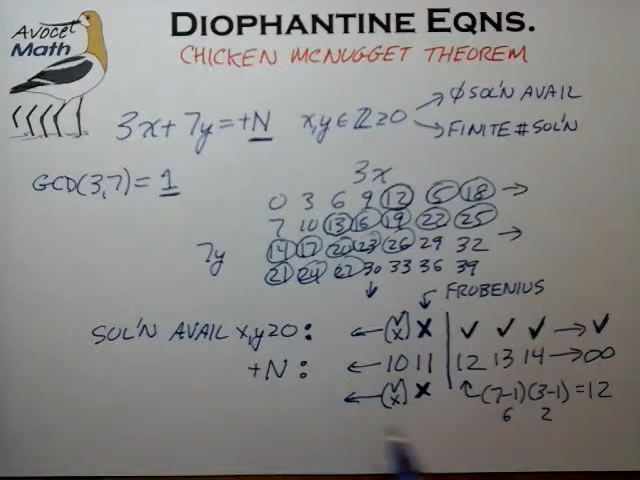 Avocet
Math
DIOPHANTINE EQNS.
CHICKEN MCNUGGET THEOREM
3x+7y=+N x,y∈ℤ≥0
→∅ SOL'N AVAIL
→FINITE # SOL'N
GCD(3,7)=1
3x
0 3 6 9 12 15 18 →
7 10 13 16 19 22 25
7y 14 17 20 23 26 29 32 →
21 24 27 30 33 36 39
↓ ↓ FROBENIUS
SOL'N AVAIL x,y≥0: ←(✓/x) X | ✓ ✓ ✓ → ✓
+N: ← 10 11 | 12 13 14 → ∞
←(✓/x) X | (7-1)(3-1)=12
6 2